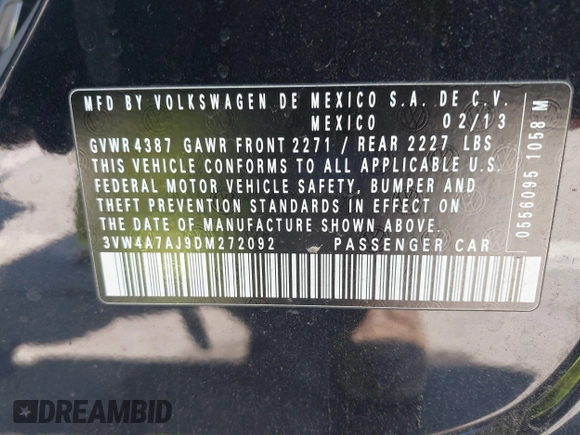 MFD BY VOLKSWAGEN DE MEXICO S.A. DE C.V.
MEXICO 02/13
GVWR 4387 GAWR FRONT 2271 / REAR 2227 LBS
THIS VEHICLE CONFORMS TO ALL APPLICABLE U.S.
FEDERAL MOTOR VEHICLE SAFETY, BUMPER AND
THEFT PREVENTION STANDARDS IN EFFECT ON
THE DATE OF MANUFACTURE SHOWN ABOVE.
3VW4A7AJ9DM272092 PASSENGER CAR
0556095 1058 M
DREAMBID